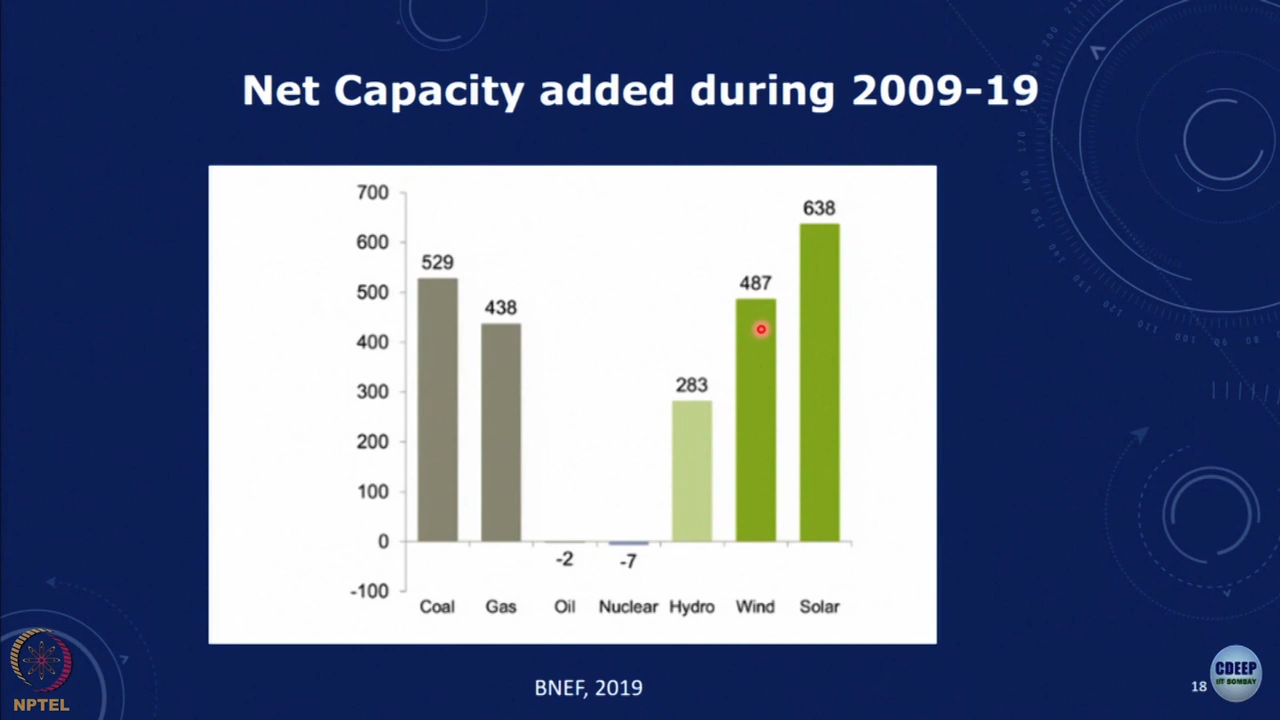 Net Capacity added during 2009-19
700
600
500
400
300
200
100
0
-100
529
438
-2
-7
283
487
638
Coal Gas Oil Nuclear Hydro Wind Solar
BNEF, 2019
18
NPTEL
CDEEP
IIT BOMBAY